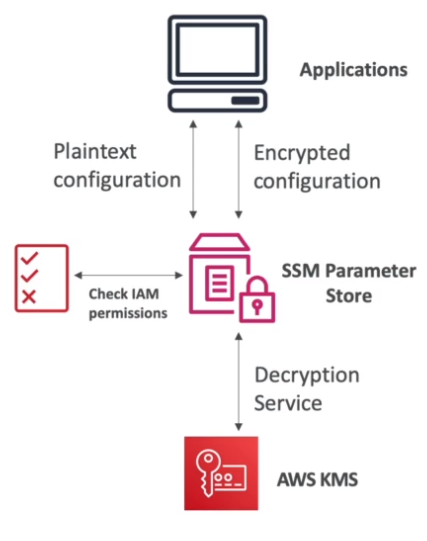 Applications
Plaintext
configuration
Encrypted
configuration
SSM Parameter
Store
Check IAM
permissions
Decryption
Service
AWS KMS